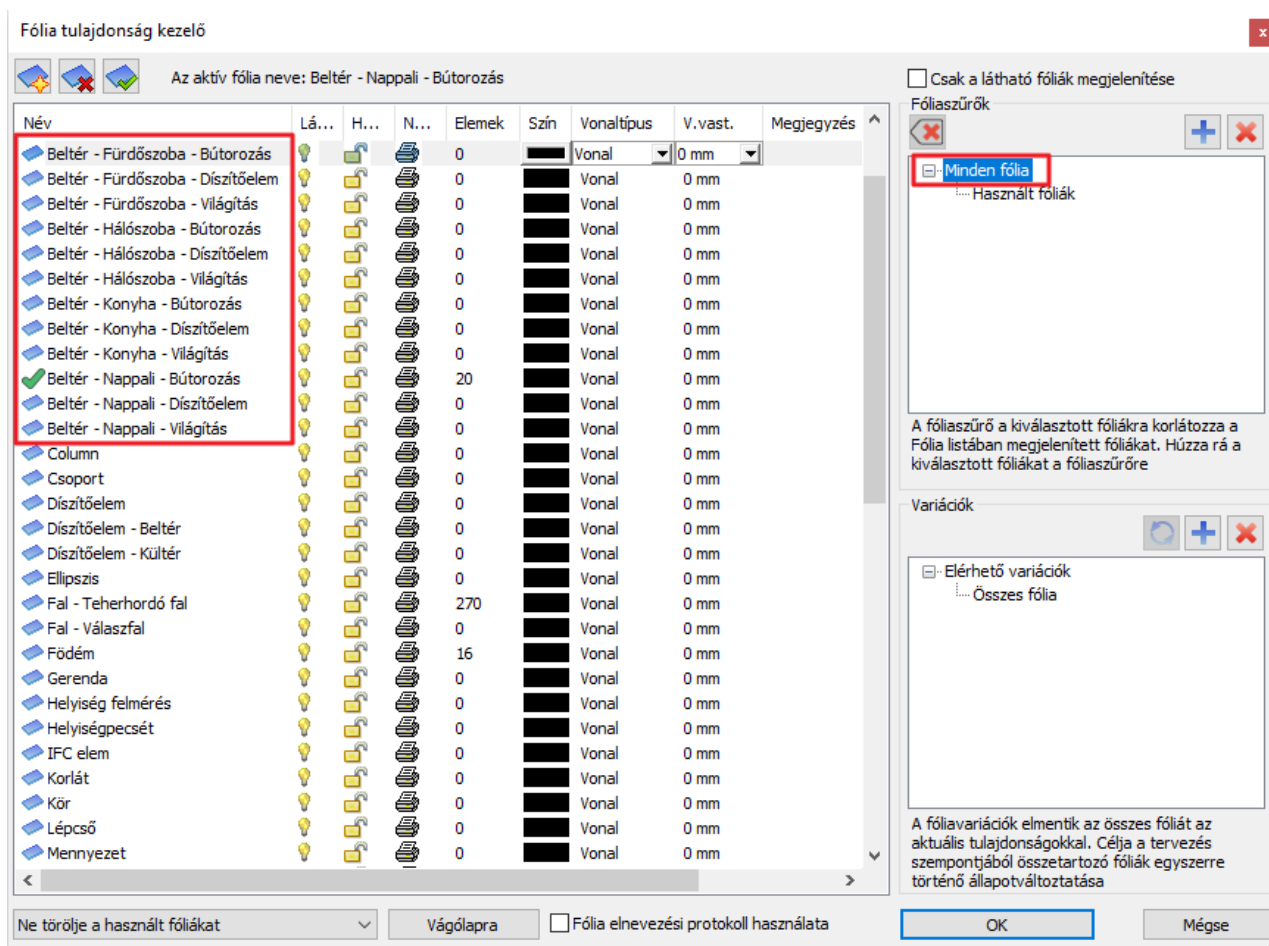 Fólia tulajdonság kezelő
x
Az aktív fólia neve: Beltér - Nappali - Bútorozás
Csak a látható fóliák megjelenítése
Név Lá... H... N... Elemek Szín Vonaltípus V.vast. Megjegyzés
Beltér - Fürdőszoba - Bútorozás 0 Vonal 0 mm
Beltér - Fürdőszoba - Díszítőelem 0 Vonal 0 mm
Beltér - Fürdőszoba - Világítás 0 Vonal 0 mm
Beltér - Hálószoba - Bútorozás 0 Vonal 0 mm
Beltér - Hálószoba - Díszítőelem 0 Vonal 0 mm
Beltér - Hálószoba - Világítás 0 Vonal 0 mm
Beltér - Konyha - Bútorozás 0 Vonal 0 mm
Beltér - Konyha - Díszítőelem 0 Vonal 0 mm
Beltér - Konyha - Világítás 0 Vonal 0 mm
Beltér - Nappali - Bútorozás 20 Vonal 0 mm
Beltér - Nappali - Díszítőelem 0 Vonal 0 mm
Beltér - Nappali - Világítás 0 Vonal 0 mm
Column 0 Vonal 0 mm
Csoport 0 Vonal 0 mm
Díszítőelem 0 Vonal 0 mm
Díszítőelem - Beltér 0 Vonal 0 mm
Díszítőelem - Kültér 0 Vonal 0 mm
Ellipszis 0 Vonal 0 mm
Fal - Teherhordó fal 270 Vonal 0 mm
Fal - Válaszfal 0 Vonal 0 mm
Födém 16 Vonal 0 mm
Gerenda 0 Vonal 0 mm
Helyiség felmérés 0 Vonal 0 mm
Helyiségpecsét 0 Vonal 0 mm
IFC elem 0 Vonal 0 mm
Korlát 0 Vonal 0 mm
Kör 0 Vonal 0 mm
Lépcső 0 Vonal 0 mm
Mennyezet 0 Vonal 0 mm
Fóliaszűrők
Minden fólia
Használt fóliák
A fóliaszűrő a kiválasztott fóliákra korlátozza a
Fólia listában megjelenített fóliákat. Húzza rá a
kiválasztott fóliákat a fóliaszűrőre
Variációk
Elérhető variációk
Összes fólia
A fóliavariációk elmentik az összes fóliát az
aktuális tulajdonságokkal. Célja a tervezés
szempontjából összetartozó fóliák egyszerre
történő állapotváltoztatása
Ne törölje a használt fóliákat
Vágólapra
Fólia elnevezési protokoll használata
OK
Mégse